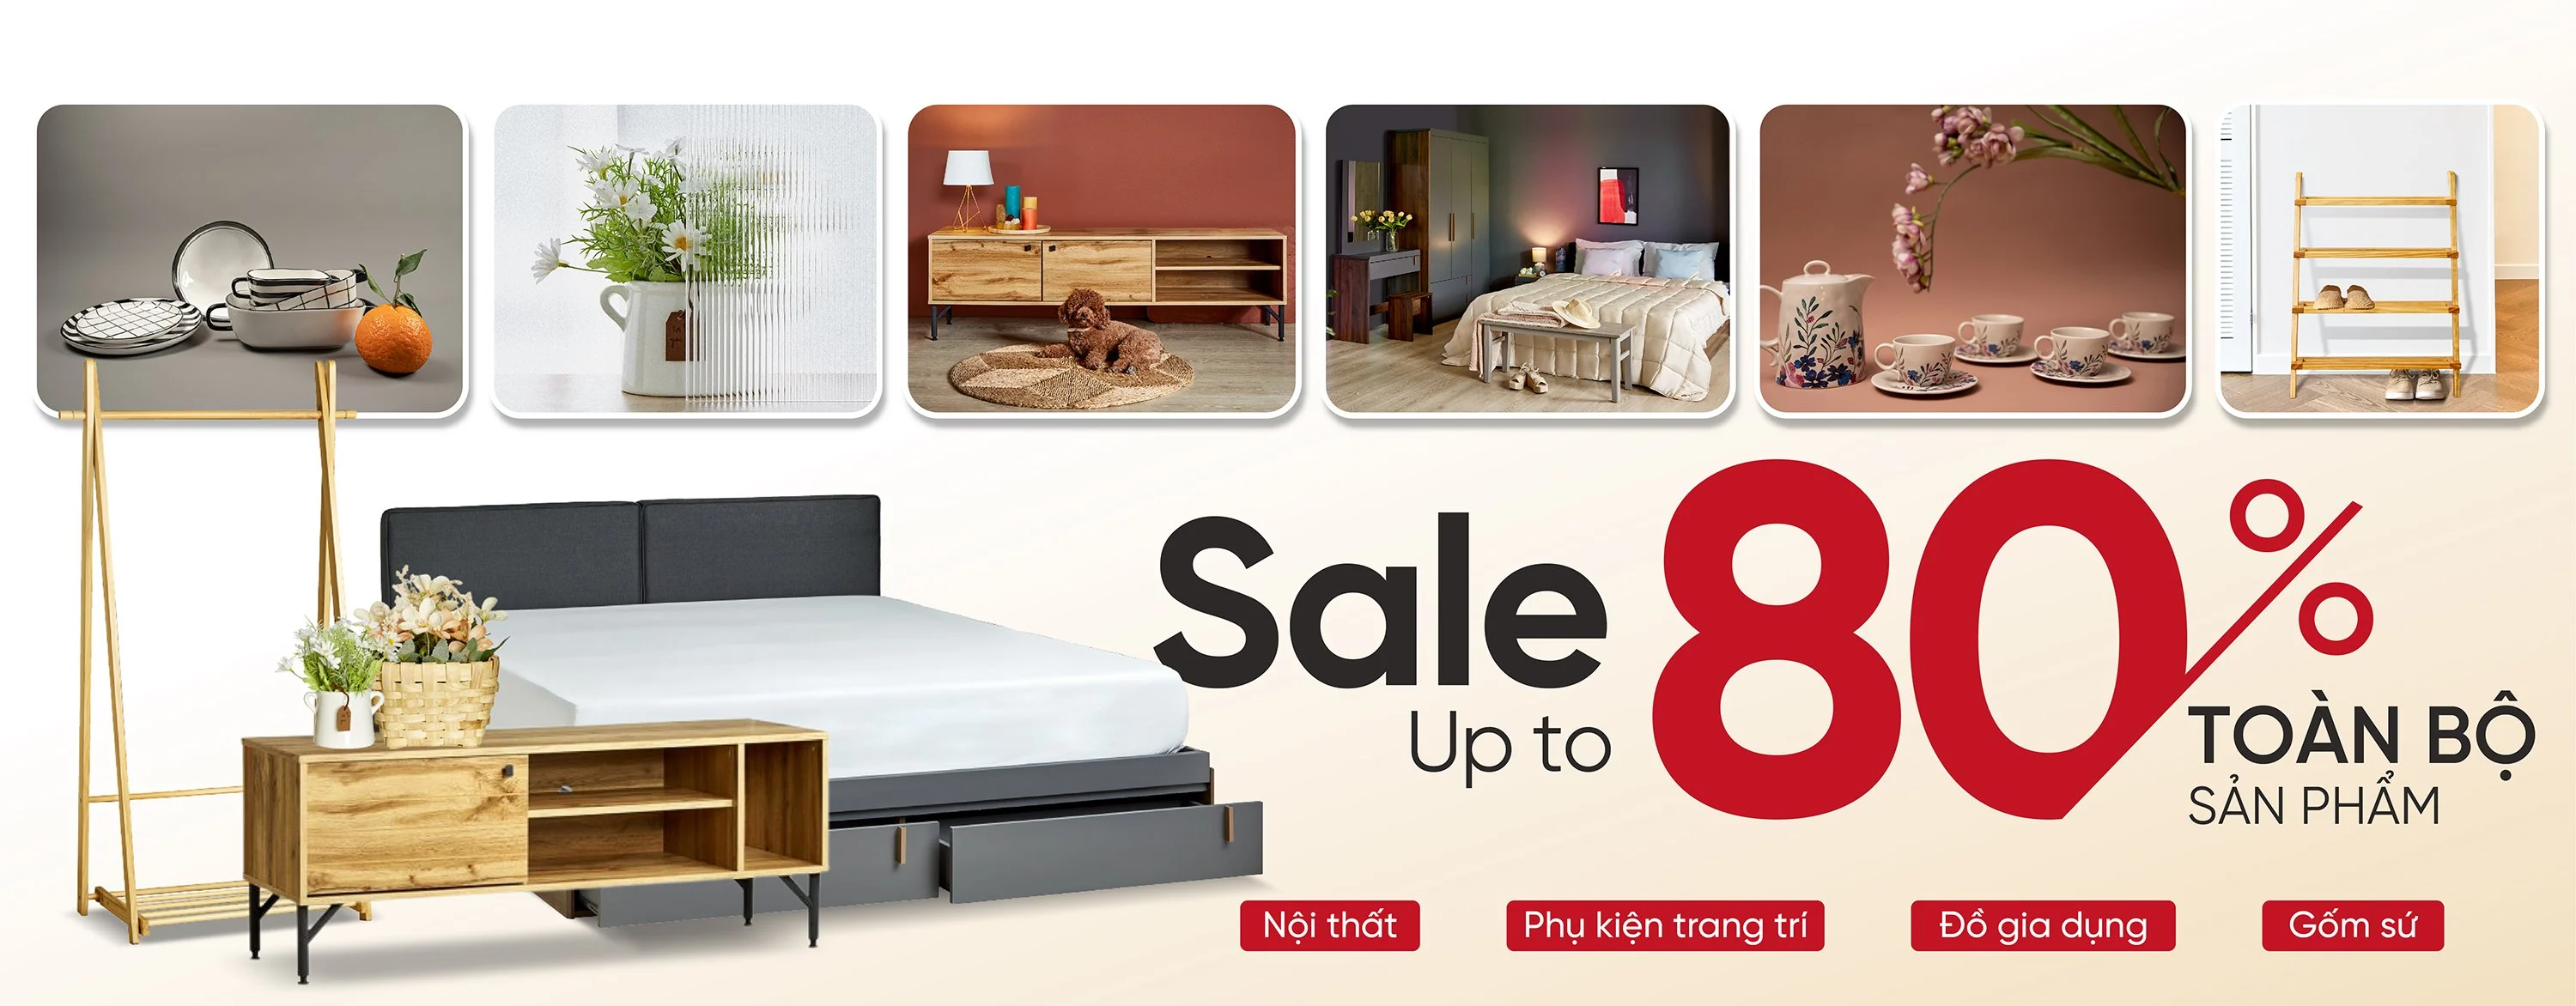 Sale
Up to
80%
TOÀN BỘ
SẢN PHẨM
Nội thất
Phụ kiện trang trí
Đồ gia dụng
Gốm sứ